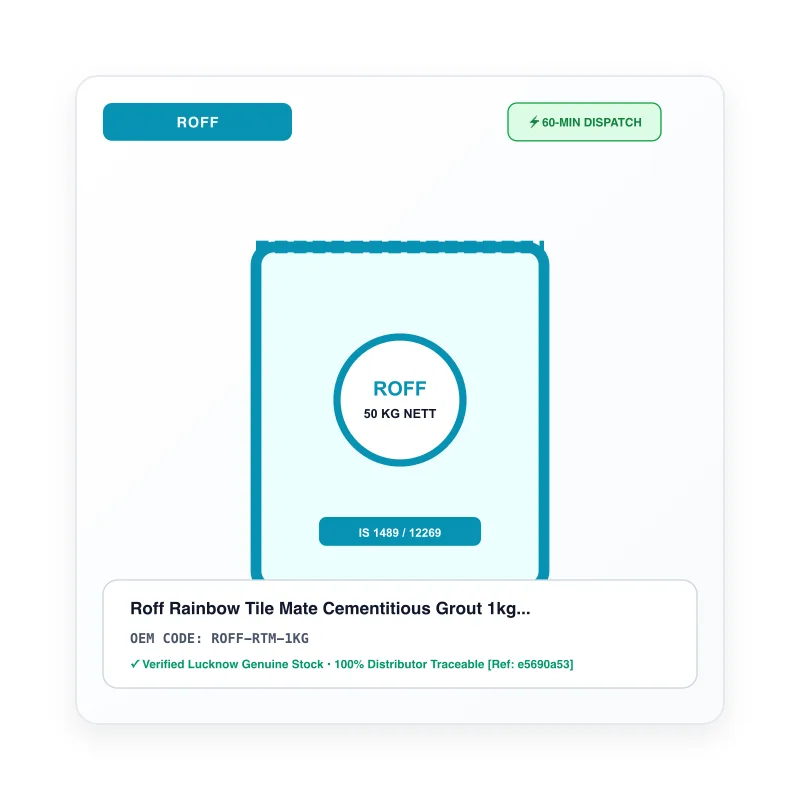 ROFF
⚡60-MIN DISPATCH
ROFF
50 KG NETT
IS 1489 / 12269
Roff Rainbow Tile Mate Cementitious Grout 1kg...
OEM CODE: ROFF-RTM-1KG
✓ Verified Lucknow Genuine Stock · 100% Distributor Traceable [Ref: e5690a53]